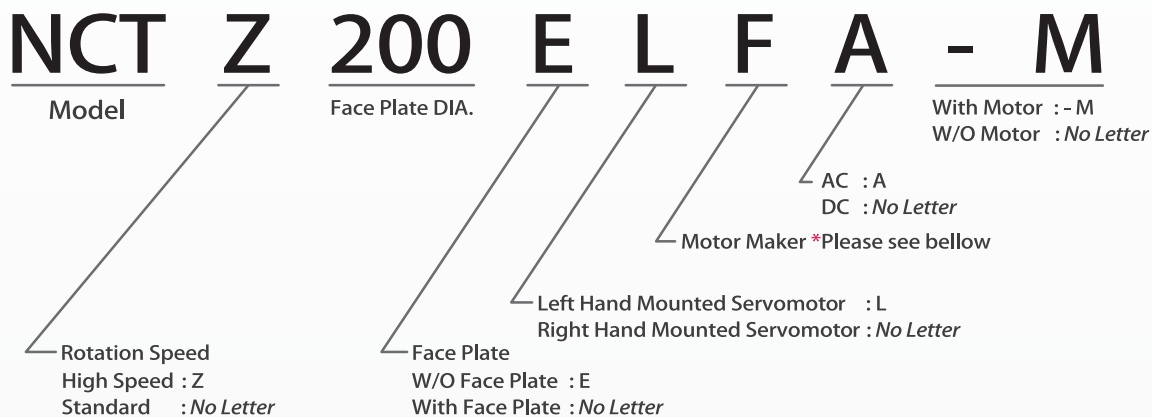 NCT Z 200 E L F A - M
Model
Face Plate DIA.
With Motor : - M
W/O Motor : No Letter
AC : A
DC : No Letter
Motor Maker *Please see bellow
Left Hand Mounted Servomotor : L
Right Hand Mounted Servomotor : No Letter
Rotation Speed
High Speed : Z
Standard : No Letter
Face Plate
W/O Face Plate : E
With Face Plate : No Letter